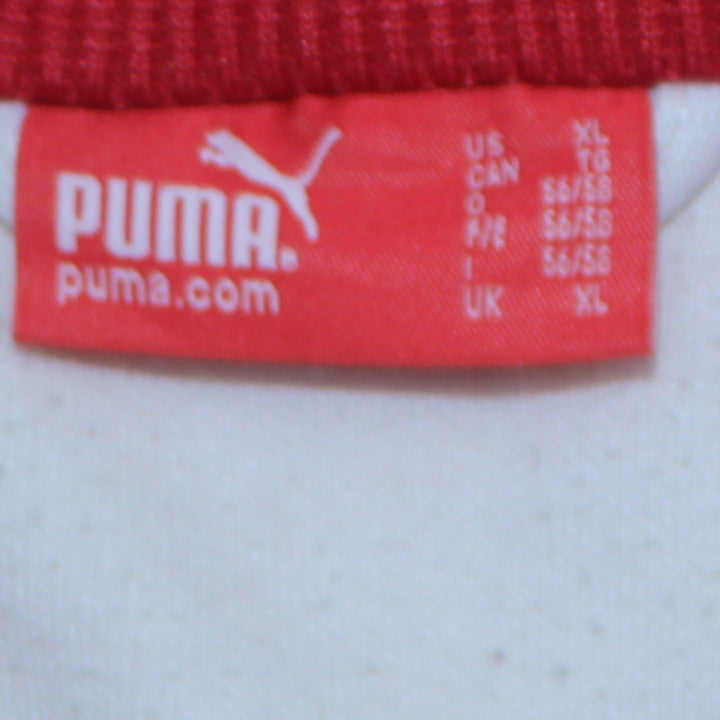 PUMA
puma.com
US XL
CAN TG
D 56/58
F/E 56/58
I 56/58
UK XL